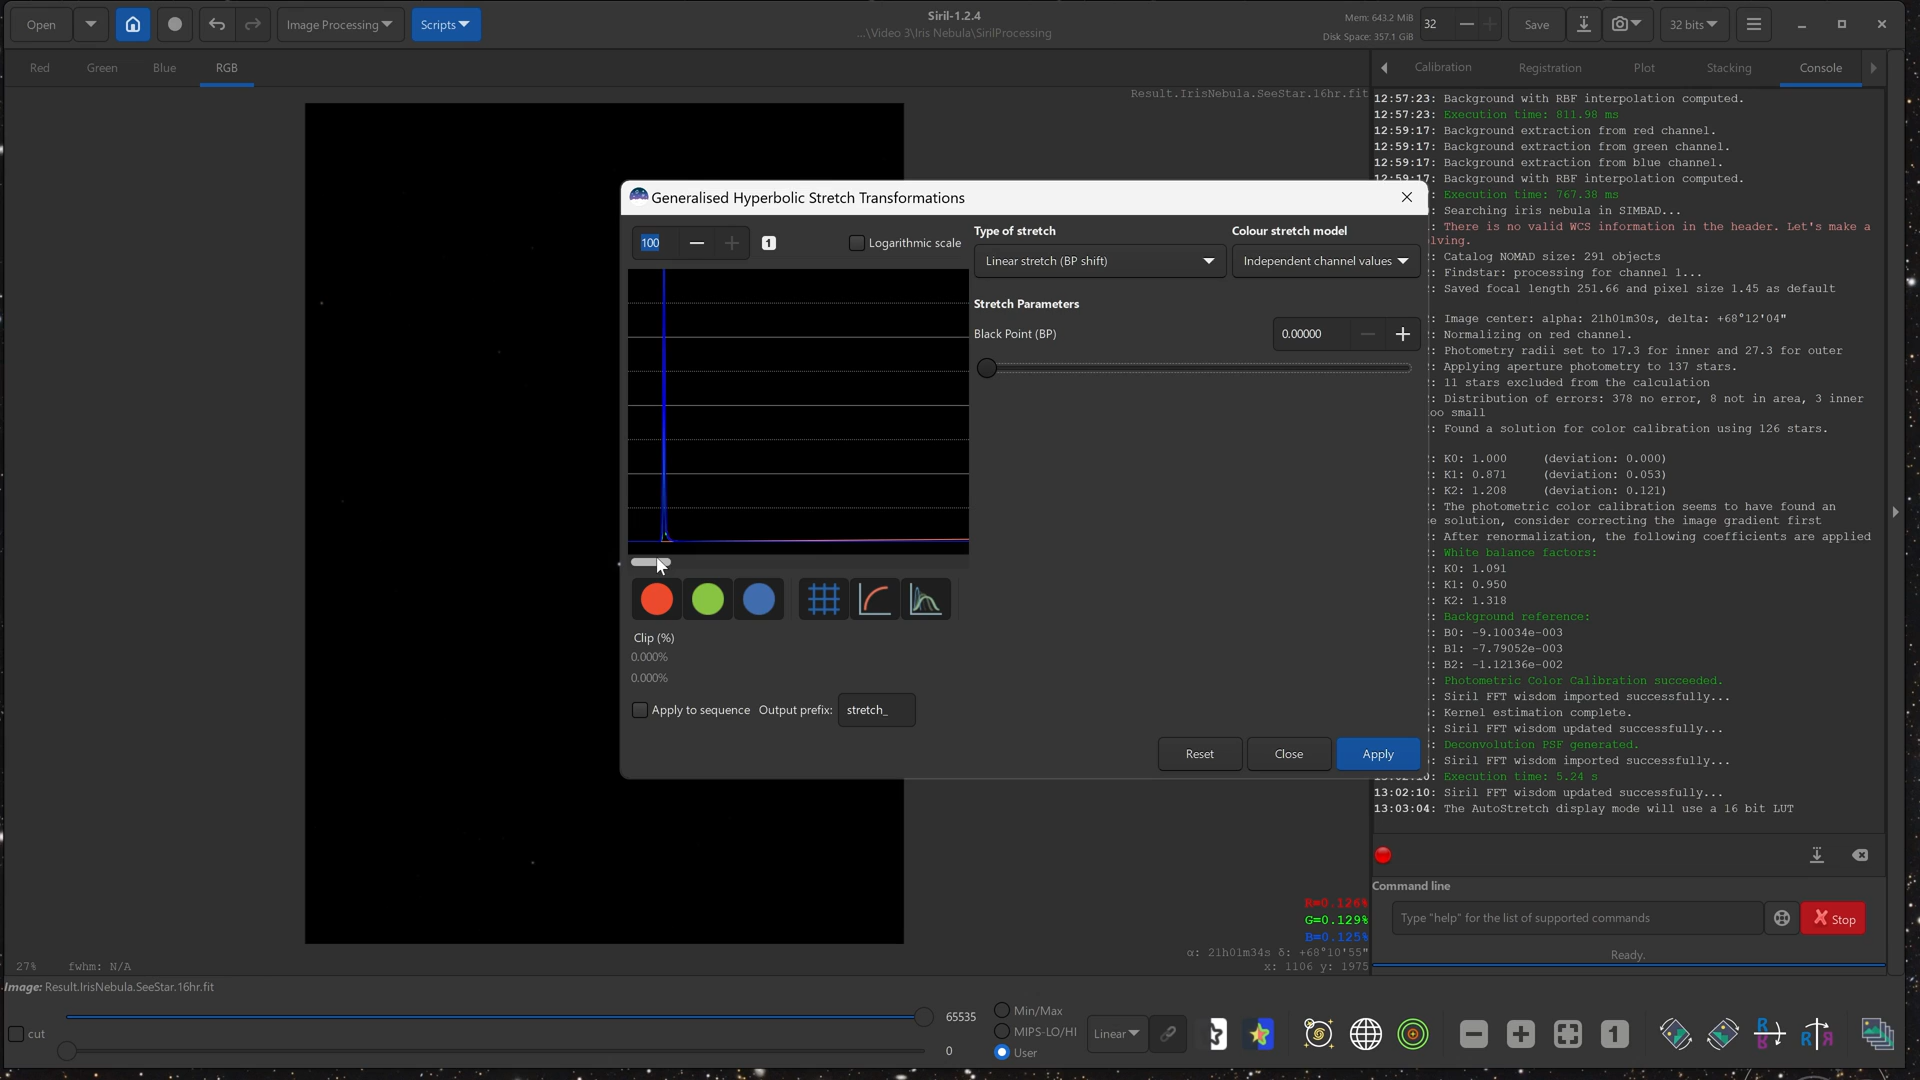 Open
Image Processing
Scripts
Siril-1.2.4
...\Video 3\Iris Nebula\SirilProcessing
Mem: 643.2 MiB
Disk Space: 357.1 GiB
32
Save
32 bits
Red
Green
Blue
RGB
Calibration
Registration
Plot
Stacking
Console
Result.IrisNebula.SeeStar.16hr.fit
12:57:23: Background with RBF interpolation computed.
12:57:23: Execution time: 811.98 ms
12:59:17: Background extraction from red channel.
12:59:17: Background extraction from green channel.
12:59:17: Background extraction from blue channel.
12:59:17: Background with RBF interpolation computed.
: Execution time: 767.38 ms
: Searching iris nebula in SIMBAD...
: There is no valid WCS information in the header. Let's make a
lving.
: Catalog NOMAD size: 291 objects
: Findstar: processing for channel 1...
: Saved focal length 251.66 and pixel size 1.45 as default
: Image center: alpha: 21h01m30s, delta: +68°12'04"
: Normalizing on red channel.
: Photometry radii set to 17.3 for inner and 27.3 for outer
: Applying aperture photometry to 137 stars.
: 11 stars excluded from the calculation
: Distribution of errors: 378 no error, 8 not in area, 3 inner
oo small
: Found a solution for color calibration using 126 stars.
: K0: 1.000 (deviation: 0.000)
: K1: 0.871 (deviation: 0.053)
: K2: 1.208 (deviation: 0.121)
: The photometric color calibration seems to have found an
e solution, consider correcting the image gradient first
: After renormalization, the following coefficients are applied
: White balance factors:
: K0: 1.091
: K1: 0.950
: K2: 1.318
: Background reference:
: B0: -9.10034e-003
: B1: -7.79052e-003
: B2: -1.12136e-002
: Photometric Color Calibration succeeded.
: Siril FFT wisdom imported successfully...
: Kernel estimation complete.
: Siril FFT wisdom updated successfully...
: Deconvolution PSF generated.
: Siril FFT wisdom imported successfully...
: Execution time: 5.24 s
13:02:10: Siril FFT wisdom updated successfully...
13:03:04: The AutoStretch display mode will use a 16 bit LUT
Generalised Hyperbolic Stretch Transformations
100
1
Logarithmic scale
Type of stretch
Linear stretch (BP shift)
Colour stretch model
Independent channel values
Stretch Parameters
Black Point (BP)
0.00000
Clip (%)
0.000%
0.000%
Apply to sequence
Output prefix:
stretch_
Reset
Close
Apply
Command line
Type "help" for the list of supported commands
Stop
Ready.
R=0.126%
G=0.129%
B=0.125%
α: 21h01m34s δ: +68°10'55"
x: 1106 y: 1975
27%
fwhm: N/A
Image: Result.IrisNebula.SeeStar.16hr.fit
cut
65535
0
Min/Max
MIPS-LO/HI
User
Linear
1